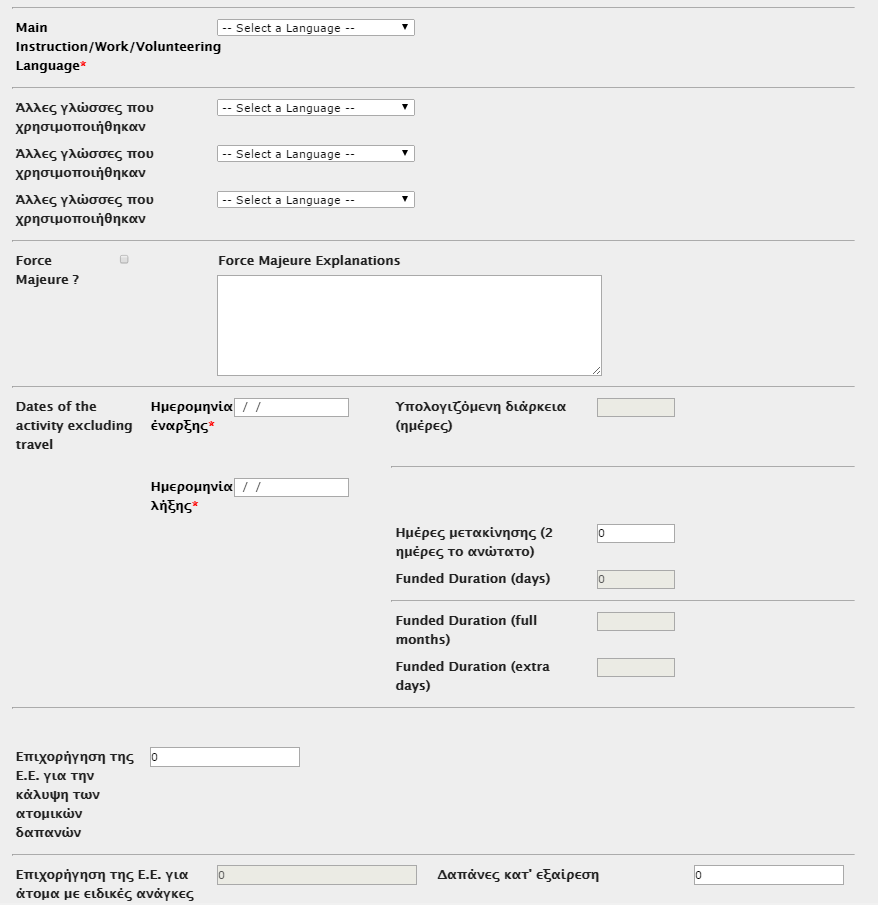 Main
Instruction/Work/Volunteering
Language*
-- Select a Language --
Άλλες γλώσσες που
χρησιμοποιήθηκαν
-- Select a Language --
Άλλες γλώσσες που
χρησιμοποιήθηκαν
-- Select a Language --
Άλλες γλώσσες που
χρησιμοποιήθηκαν
-- Select a Language --
Force
Majeure ?
Force Majeure Explanations
Dates of the
activity excluding
travel
Ημερομηνία
έναρξης*
/ /
Υπολογιζόμενη διάρκεια
(ημέρες)
Ημερομηνία
λήξης*
/ /
Ημέρες μετακίνησης (2
ημέρες το ανώτατο)
0
Funded Duration (days)
0
Funded Duration (full
months)
Funded Duration (extra
days)
Επιχορήγηση της
Ε.Ε. για την
κάλυψη των
ατομικών
δαπανών
0
Επιχορήγηση της Ε.Ε. για
άτομα με ειδικές ανάγκες
0
Δαπάνες κατ' εξαίρεση
0